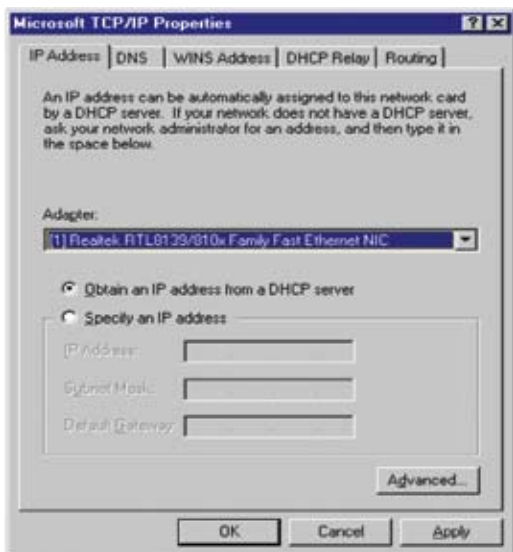 Microsoft TCP/IP Properties
IP Address
DNS
WINS Address
DHCP Relay
Routing
An IP address can be automatically assigned to this network card
by a DHCP server. If your network does not have a DHCP server,
ask your network administrator for an address, and then type it in
the space below.
Adapter:
[1] Realtek RTL8139/810x Family Fast Ethernet NIC
Obtain an IP address from a DHCP server
Specify an IP address
IP Address:
Subnet Mask:
Default Gateway:
Advanced...
OK
Cancel
Apply